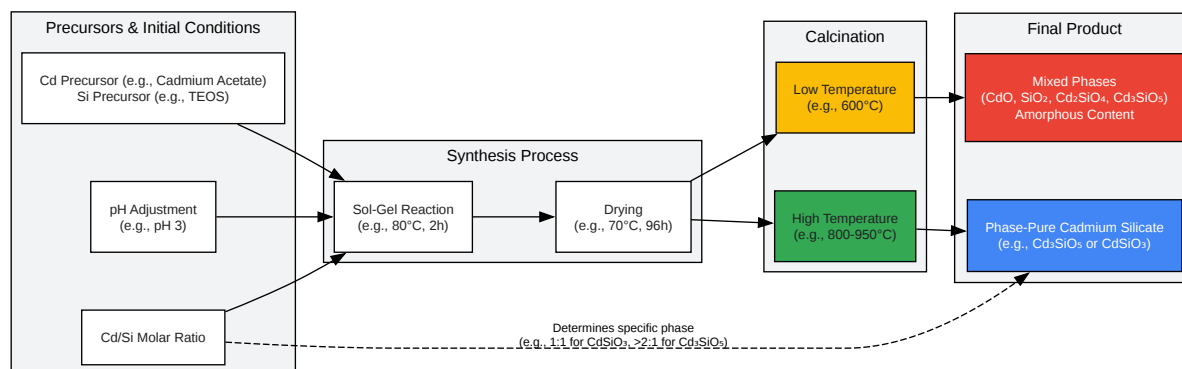 Precursors & Initial Conditions
Cd Precursor (e.g., Cadmium Acetate)
Si Precursor (e.g., TEOS)
pH Adjustment
(e.g., pH 3)
Cd/Si Molar Ratio
Synthesis Process
Sol-Gel Reaction
(e.g., 80°C, 2h)
Drying
(e.g., 70°C, 96h)
Calcination
Low Temperature
(e.g., 600°C)
High Temperature
(e.g., 800-950°C)
Final Product
Mixed Phases
(CdO, SiO₂, Cd₂SiO₄, Cd₃SiO₅)
Amorphous Content
Phase-Pure Cadmium Silicate
(e.g., Cd₃SiO₅ or CdSiO₃)
Determines specific phase
(e.g., 1:1 for CdSiO₃, >2:1 for Cd₃SiO₅)